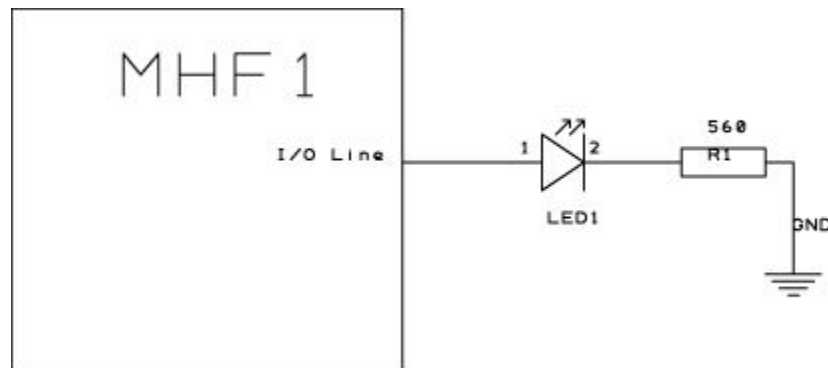 MHF1
I/O Line
1
2
LED1
560
R1
GND